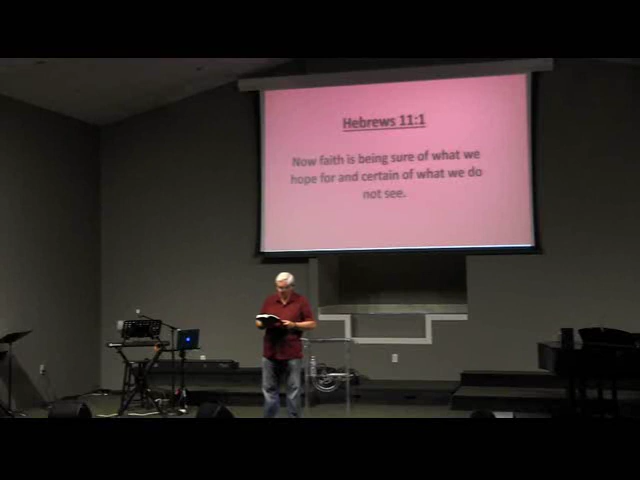 Hebrews 11:1
Now faith is being sure of what we
hope for and certain of what we do
not see.